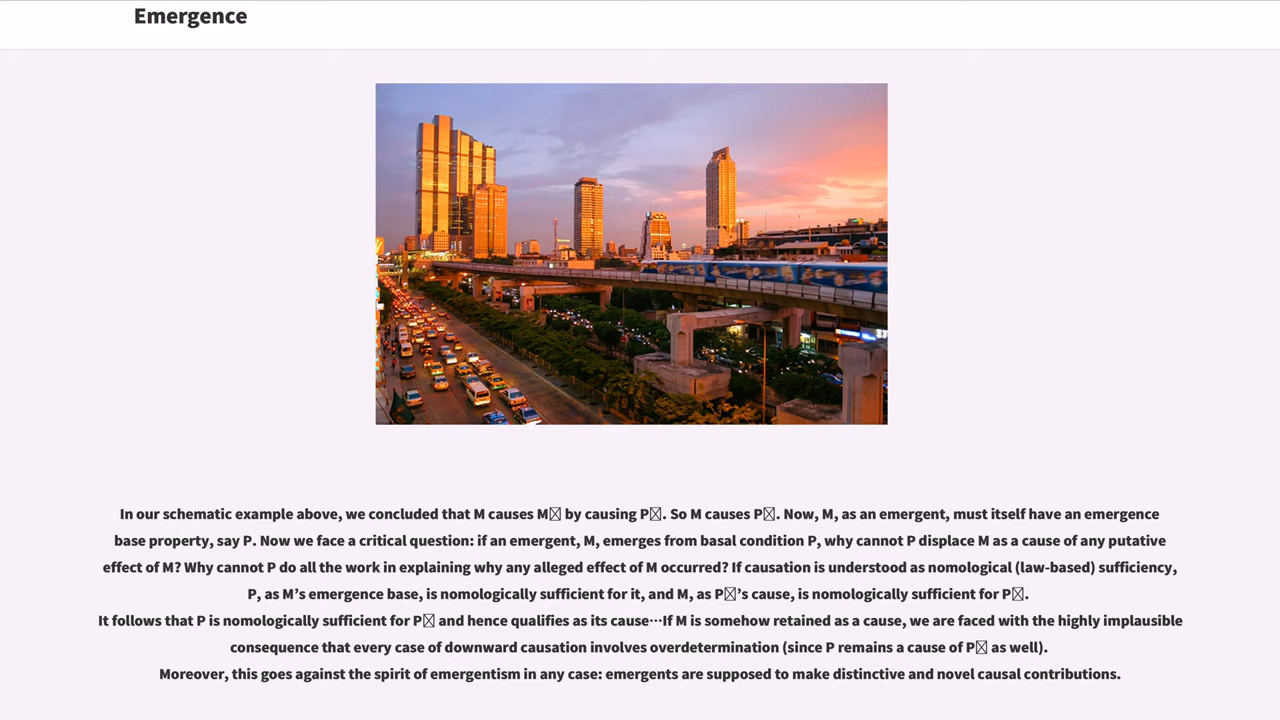 Emergence
In our schematic example above, we concluded that M causes M□ by causing P□. So M causes P□. Now, M, as an emergent, must itself have an emergence
base property, say P. Now we face a critical question: if an emergent, M, emerges from basal condition P, why cannot P displace M as a cause of any putative
effect of M? Why cannot P do all the work in explaining why any alleged effect of M occurred? If causation is understood as nomological (law-based) sufficiency,
P, as M’s emergence base, is nomologically sufficient for it, and M, as P□’s cause, is nomologically sufficient for P□.
It follows that P is nomologically sufficient for P□ and hence qualifies as its cause…If M is somehow retained as a cause, we are faced with the highly implausible
consequence that every case of downward causation involves overdetermination (since P remains a cause of P□ as well).
Moreover, this goes against the spirit of emergentism in any case: emergents are supposed to make distinctive and novel causal contributions.